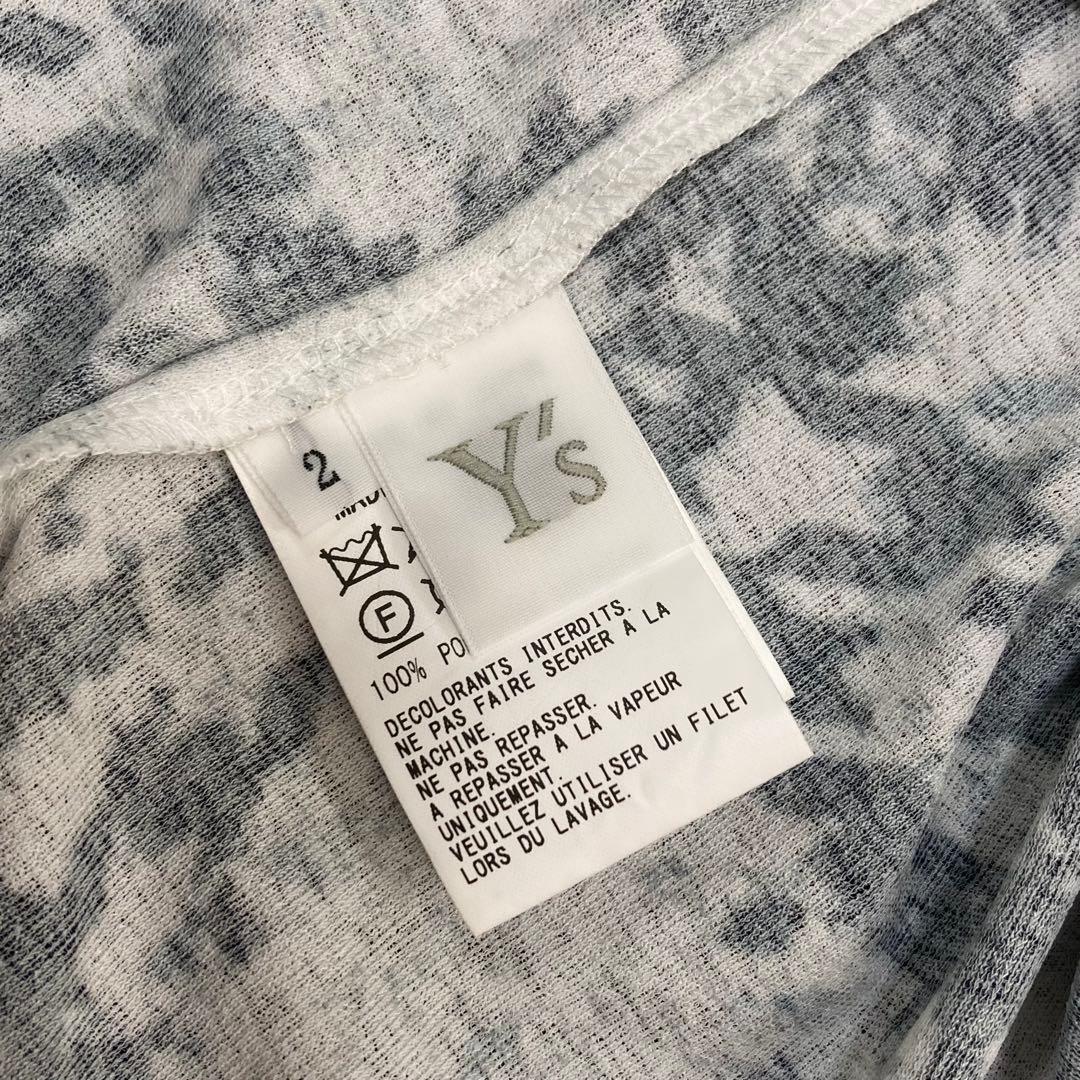 Y's
2
F
100%
DECOLORANTS INTERDITS.
NE PAS FAIRE SECHER A LA
MACHINE.
NE PAS REPASSER.
A REPASSER A LA VAPEUR
UNIQUEMENT.
VEUILLEZ UTILISER UN FILET
LORS DU LAVAGE.